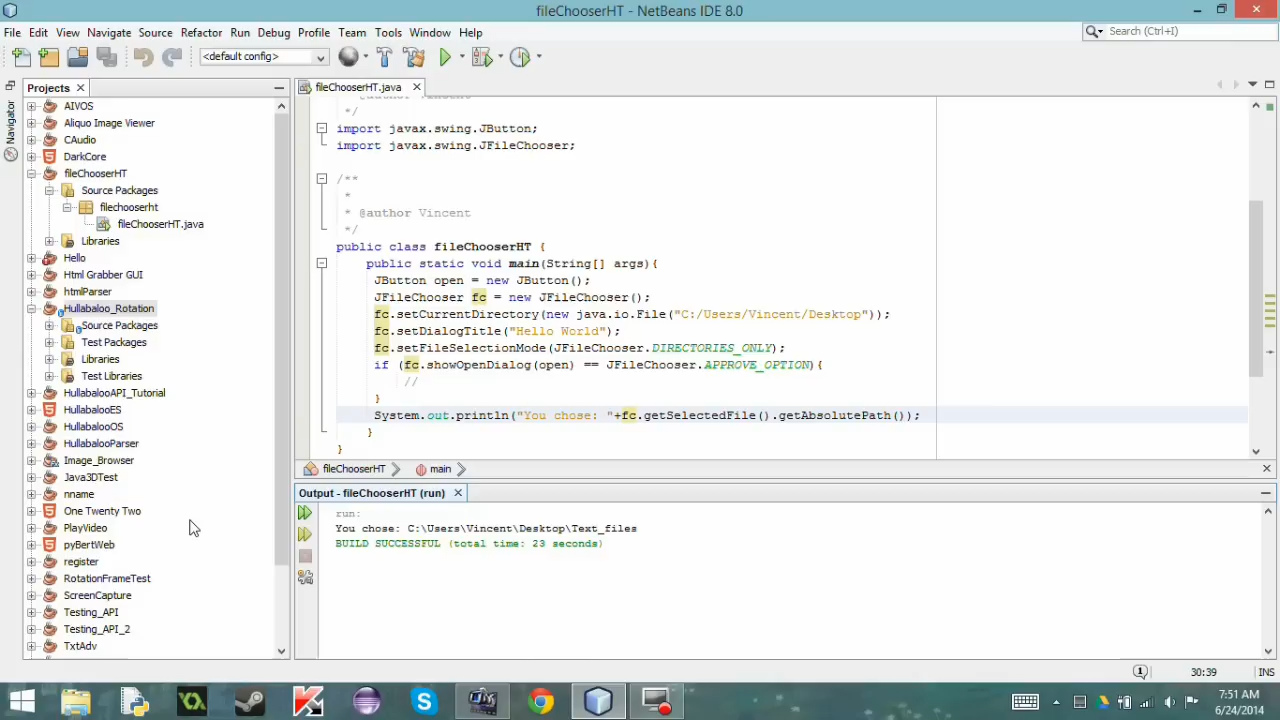 fileChooserHT - NetBeans IDE 8.0
File Edit View Navigate Source Refactor Run Debug Profile Team Tools Window Help
Search (Ctrl+I)
<default config>
Navigator
Projects
AIVOS
Aliquo Image Viewer
CAudio
DarkCore
fileChooserHT
Source Packages
filechooserht
fileChooserHT.java
Libraries
Hello
Html Grabber GUI
htmlParser
Hullabaloo_Rotation
Source Packages
Test Packages
Libraries
Test Libraries
HullabalooAPI_Tutorial
HullabalooES
HullabalooOS
HullabalooParser
Image_Browser
Java3DTest
nname
One Twenty Two
PlayVideo
pyBertWeb
register
RotationFrameTest
ScreenCapture
Testing_API
Testing_API_2
TxtAdv
fileChooserHT.java
*/
import javax.swing.JButton;
import javax.swing.JFileChooser;
/**
*
* @author Vincent
*/
public class fileChooserHT {
public static void main(String[] args){
JButton open = new JButton();
JFileChooser fc = new JFileChooser();
fc.setCurrentDirectory(new java.io.File("C:/Users/Vincent/Desktop"));
fc.setDialogTitle("Hello World");
fc.setFileSelectionMode(JFileChooser.DIRECTORIES_ONLY);
if (fc.showOpenDialog(open) == JFileChooser.APPROVE_OPTION){
//
}
System.out.println("You chose: "+fc.getSelectedFile().getAbsolutePath());
}
}
fileChooserHT main
Output - fileChooserHT (run)
run:
You chose: C:\Users\Vincent\Desktop\Text_files
BUILD SUCCESSFUL (total time: 23 seconds)
1 30:39 INS
7:51 AM
6/24/2014